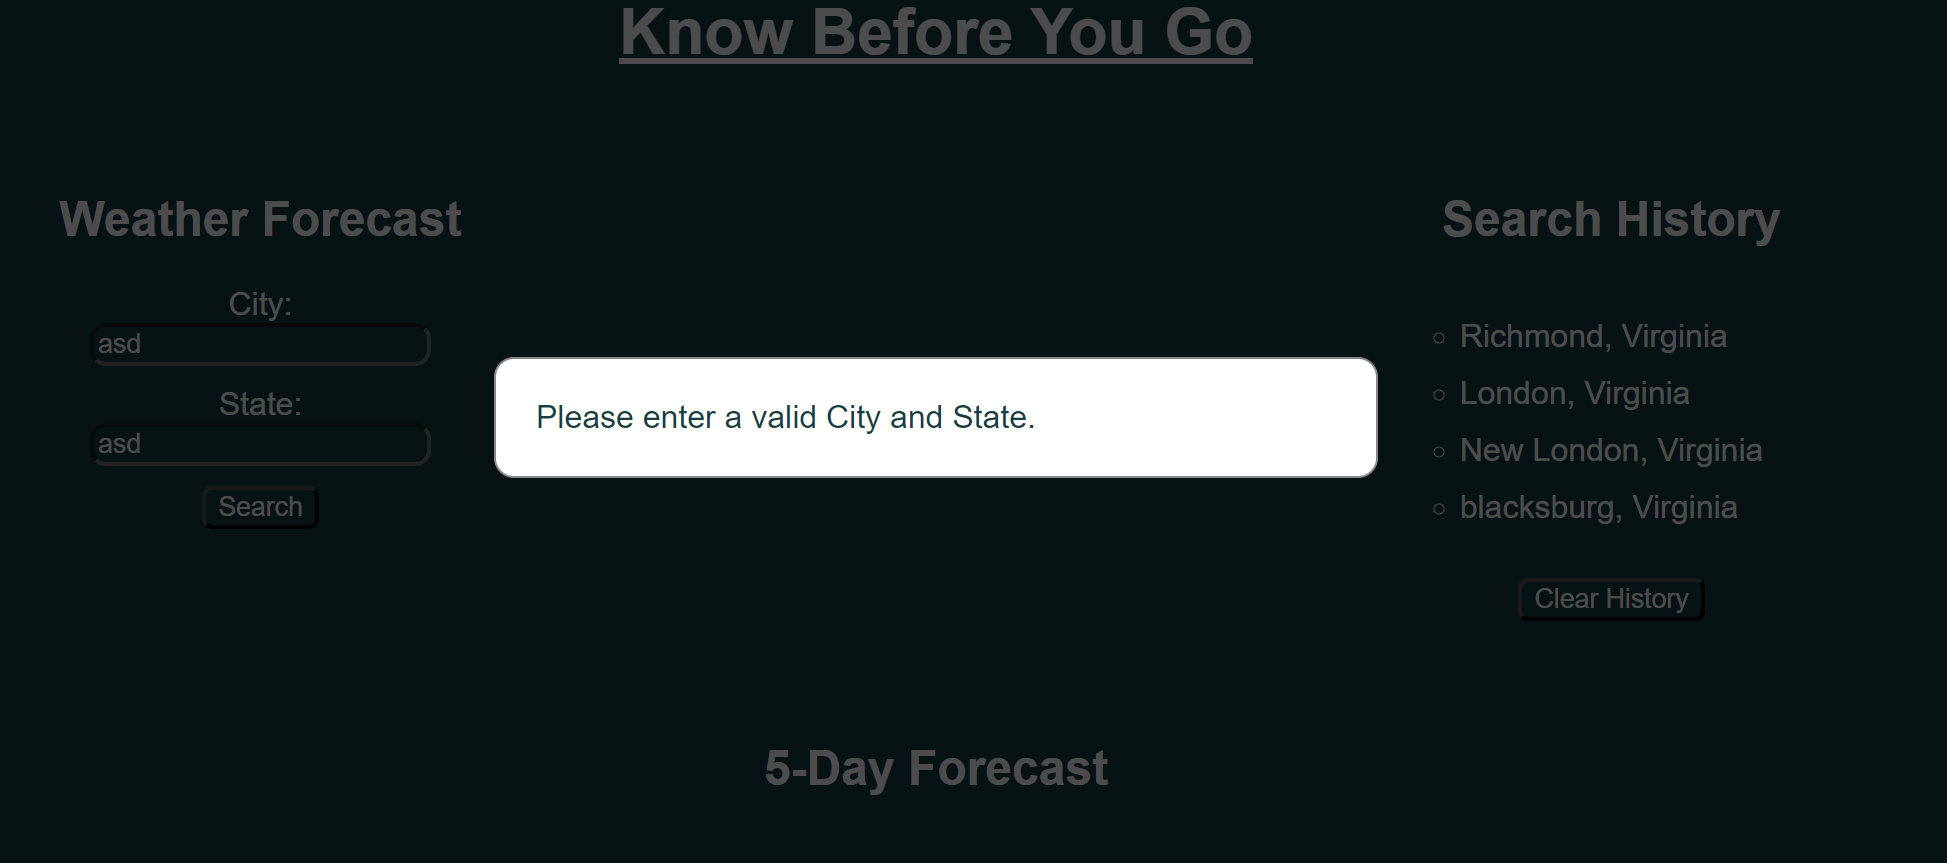 Know Before You Go
Weather Forecast
City:
asd
State:
asd
Search
Please enter a valid City and State.
Search History
Richmond, Virginia
London, Virginia
New London, Virginia
blacksburg, Virginia
Clear History
5-Day Forecast